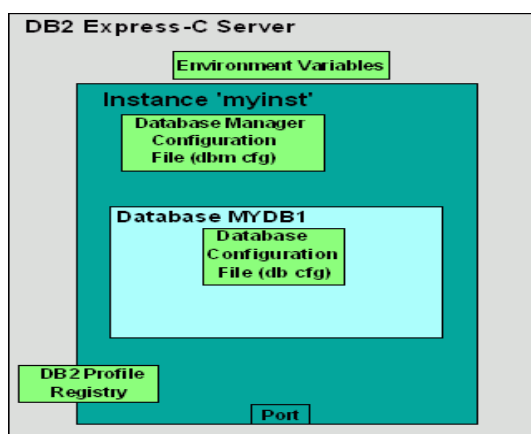 DB2 Express-C Server
Environment Variables
Instance 'myinst'
Database Manager
Configuration
File (dbm cfg)
Database MYDB1
Database
Configuration
File (db cfg)
DB2 Profile
Registry
Port